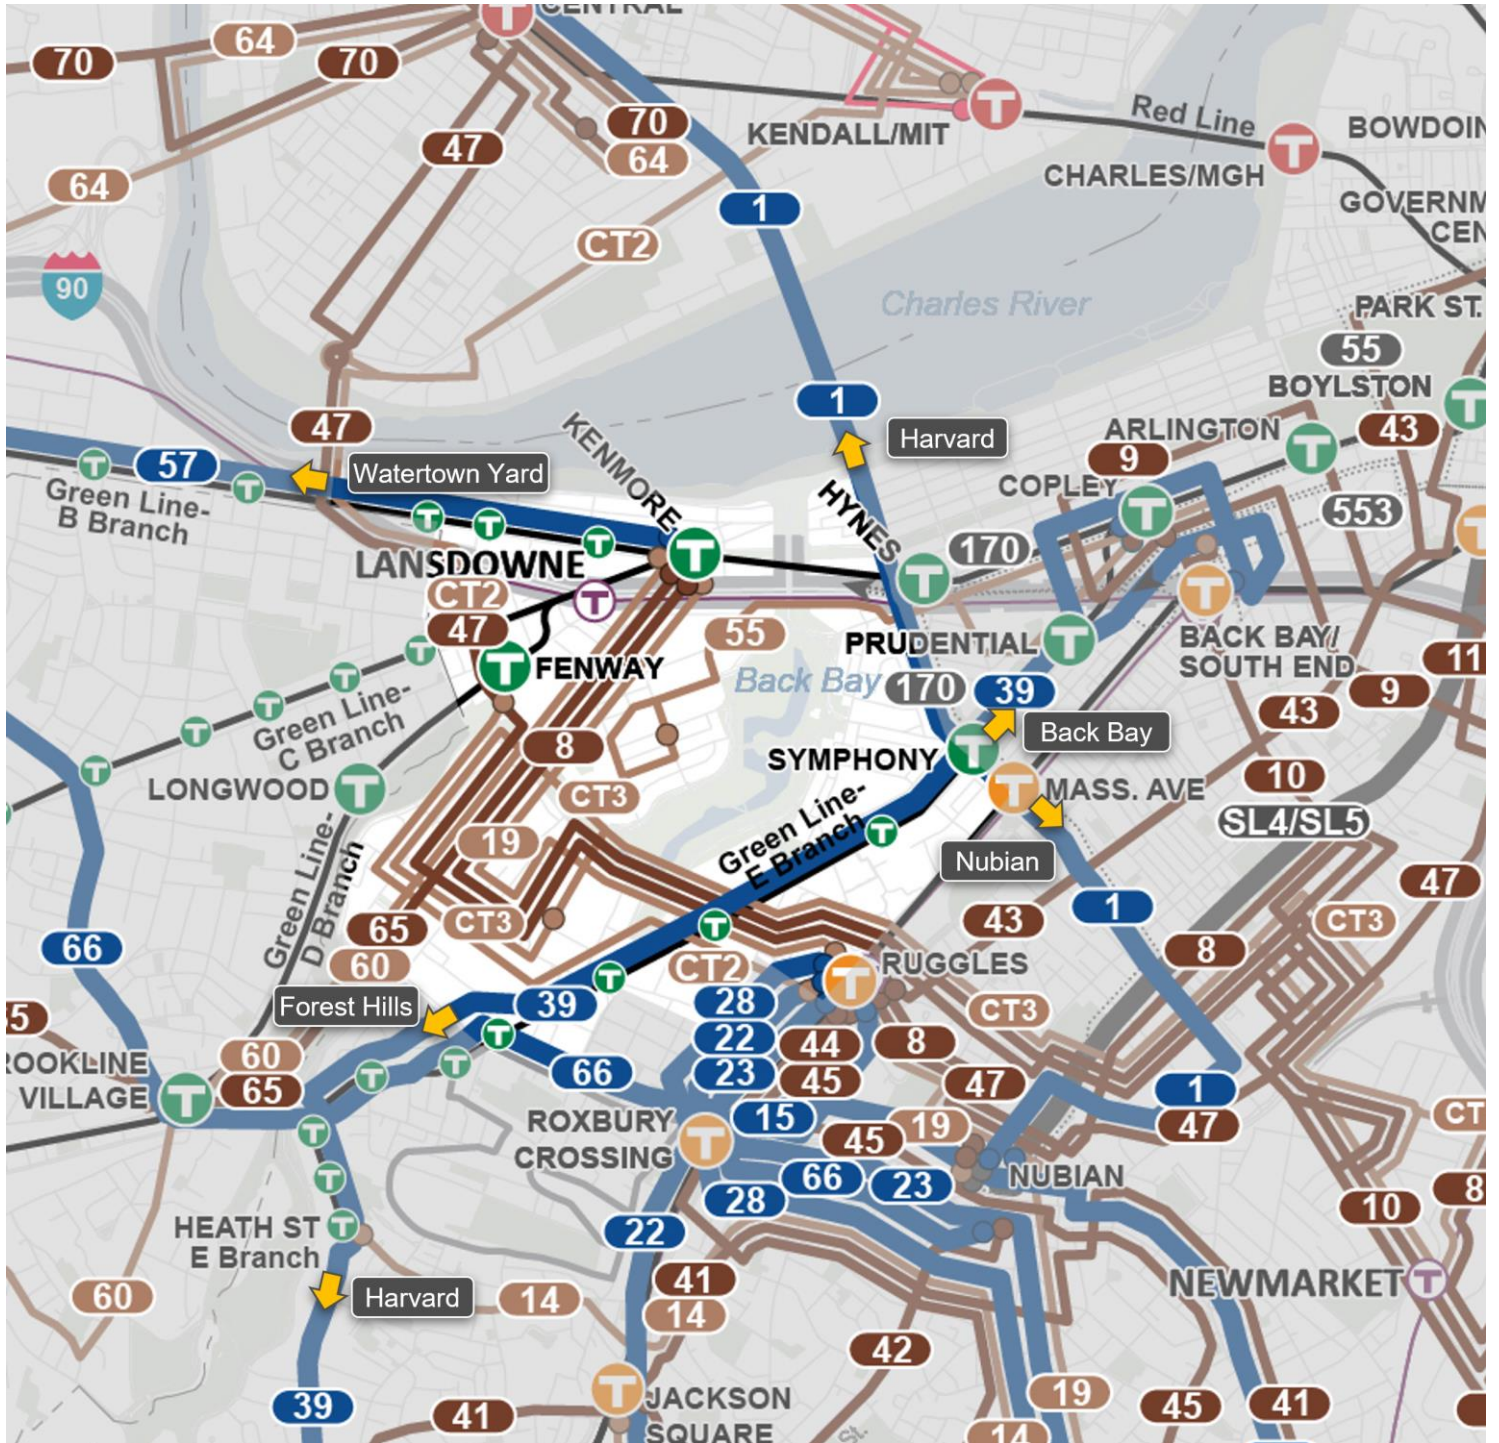 CENTRAL
64
70
70
70
64
47
64
KENDALL/MIT
Red Line
BOWDOIN
CHARLES/MGH
1
GOVERNM
CEN
CT2
90
Charles River
PARK ST.
55
BOYLSTON
1
47
Harvard
ARLINGTON
43
9
57
Watertown Yard
KENMORE
COPLEY
Green Line-
B Branch
HYNES
553
170
LANSDOWNE
CT2
47
55
FENWAY
PRUDENTIAL
BACK BAY/
SOUTH END
11
Back Bay
170
39
9
43
Green Line-
C Branch
8
Back Bay
SYMPHONY
LONGWOOD
CT3
MASS. AVE
10
SL4/SL5
19
Green Line-
E Branch
Nubian
Green Line-
D Branch
47
65
CT3
43
1
CT3
66
60
CT2
RUGGLES
8
Forest Hills
39
28
CT3
5
ROOKLINE
VILLAGE
60
65
22
44
8
66
23
45
47
1
15
ROXBURY
CROSSING
45
19
47
CT
66
23
NUBIAN
28
10
8
HEATH ST
E Branch
22
60
Harvard
14
41
14
NEWMARKET
42
39
41
JACKSON
SQUARE
19
45
41
14
St.